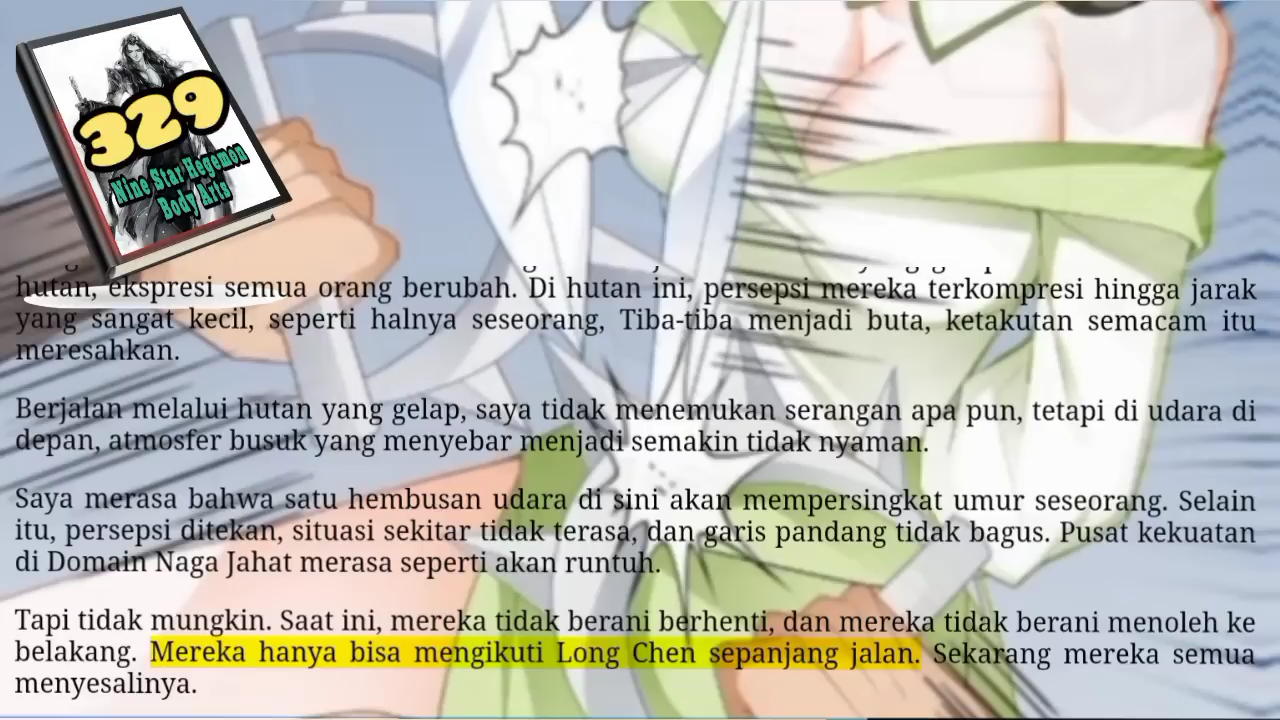 329
Nine Star Hegemon
Body Arts
hutan, ekspresi semua orang berubah. Di hutan ini, persepsi mereka terkompresi hingga jarak
yang sangat kecil, seperti halnya seseorang, Tiba-tiba menjadi buta, ketakutan semacam itu
meresahkan.
Berjalan melalui hutan yang gelap, saya tidak menemukan serangan apa pun, tetapi di udara di
depan, atmosfer busuk yang menyebar menjadi semakin tidak nyaman.
Saya merasa bahwa satu hembusan udara di sini akan mempersingkat umur seseorang. Selain
itu, persepsi ditekan, situasi sekitar tidak terasa, dan garis pandang tidak bagus. Pusat kekuatan
di Domain Naga Jahat merasa seperti akan runtuh.
Tapi tidak mungkin. Saat ini, mereka tidak berani berhenti, dan mereka tidak berani menoleh ke
belakang. Mereka hanya bisa mengikuti Long Chen sepanjang jalan. Sekarang mereka semua
menyesalinya.